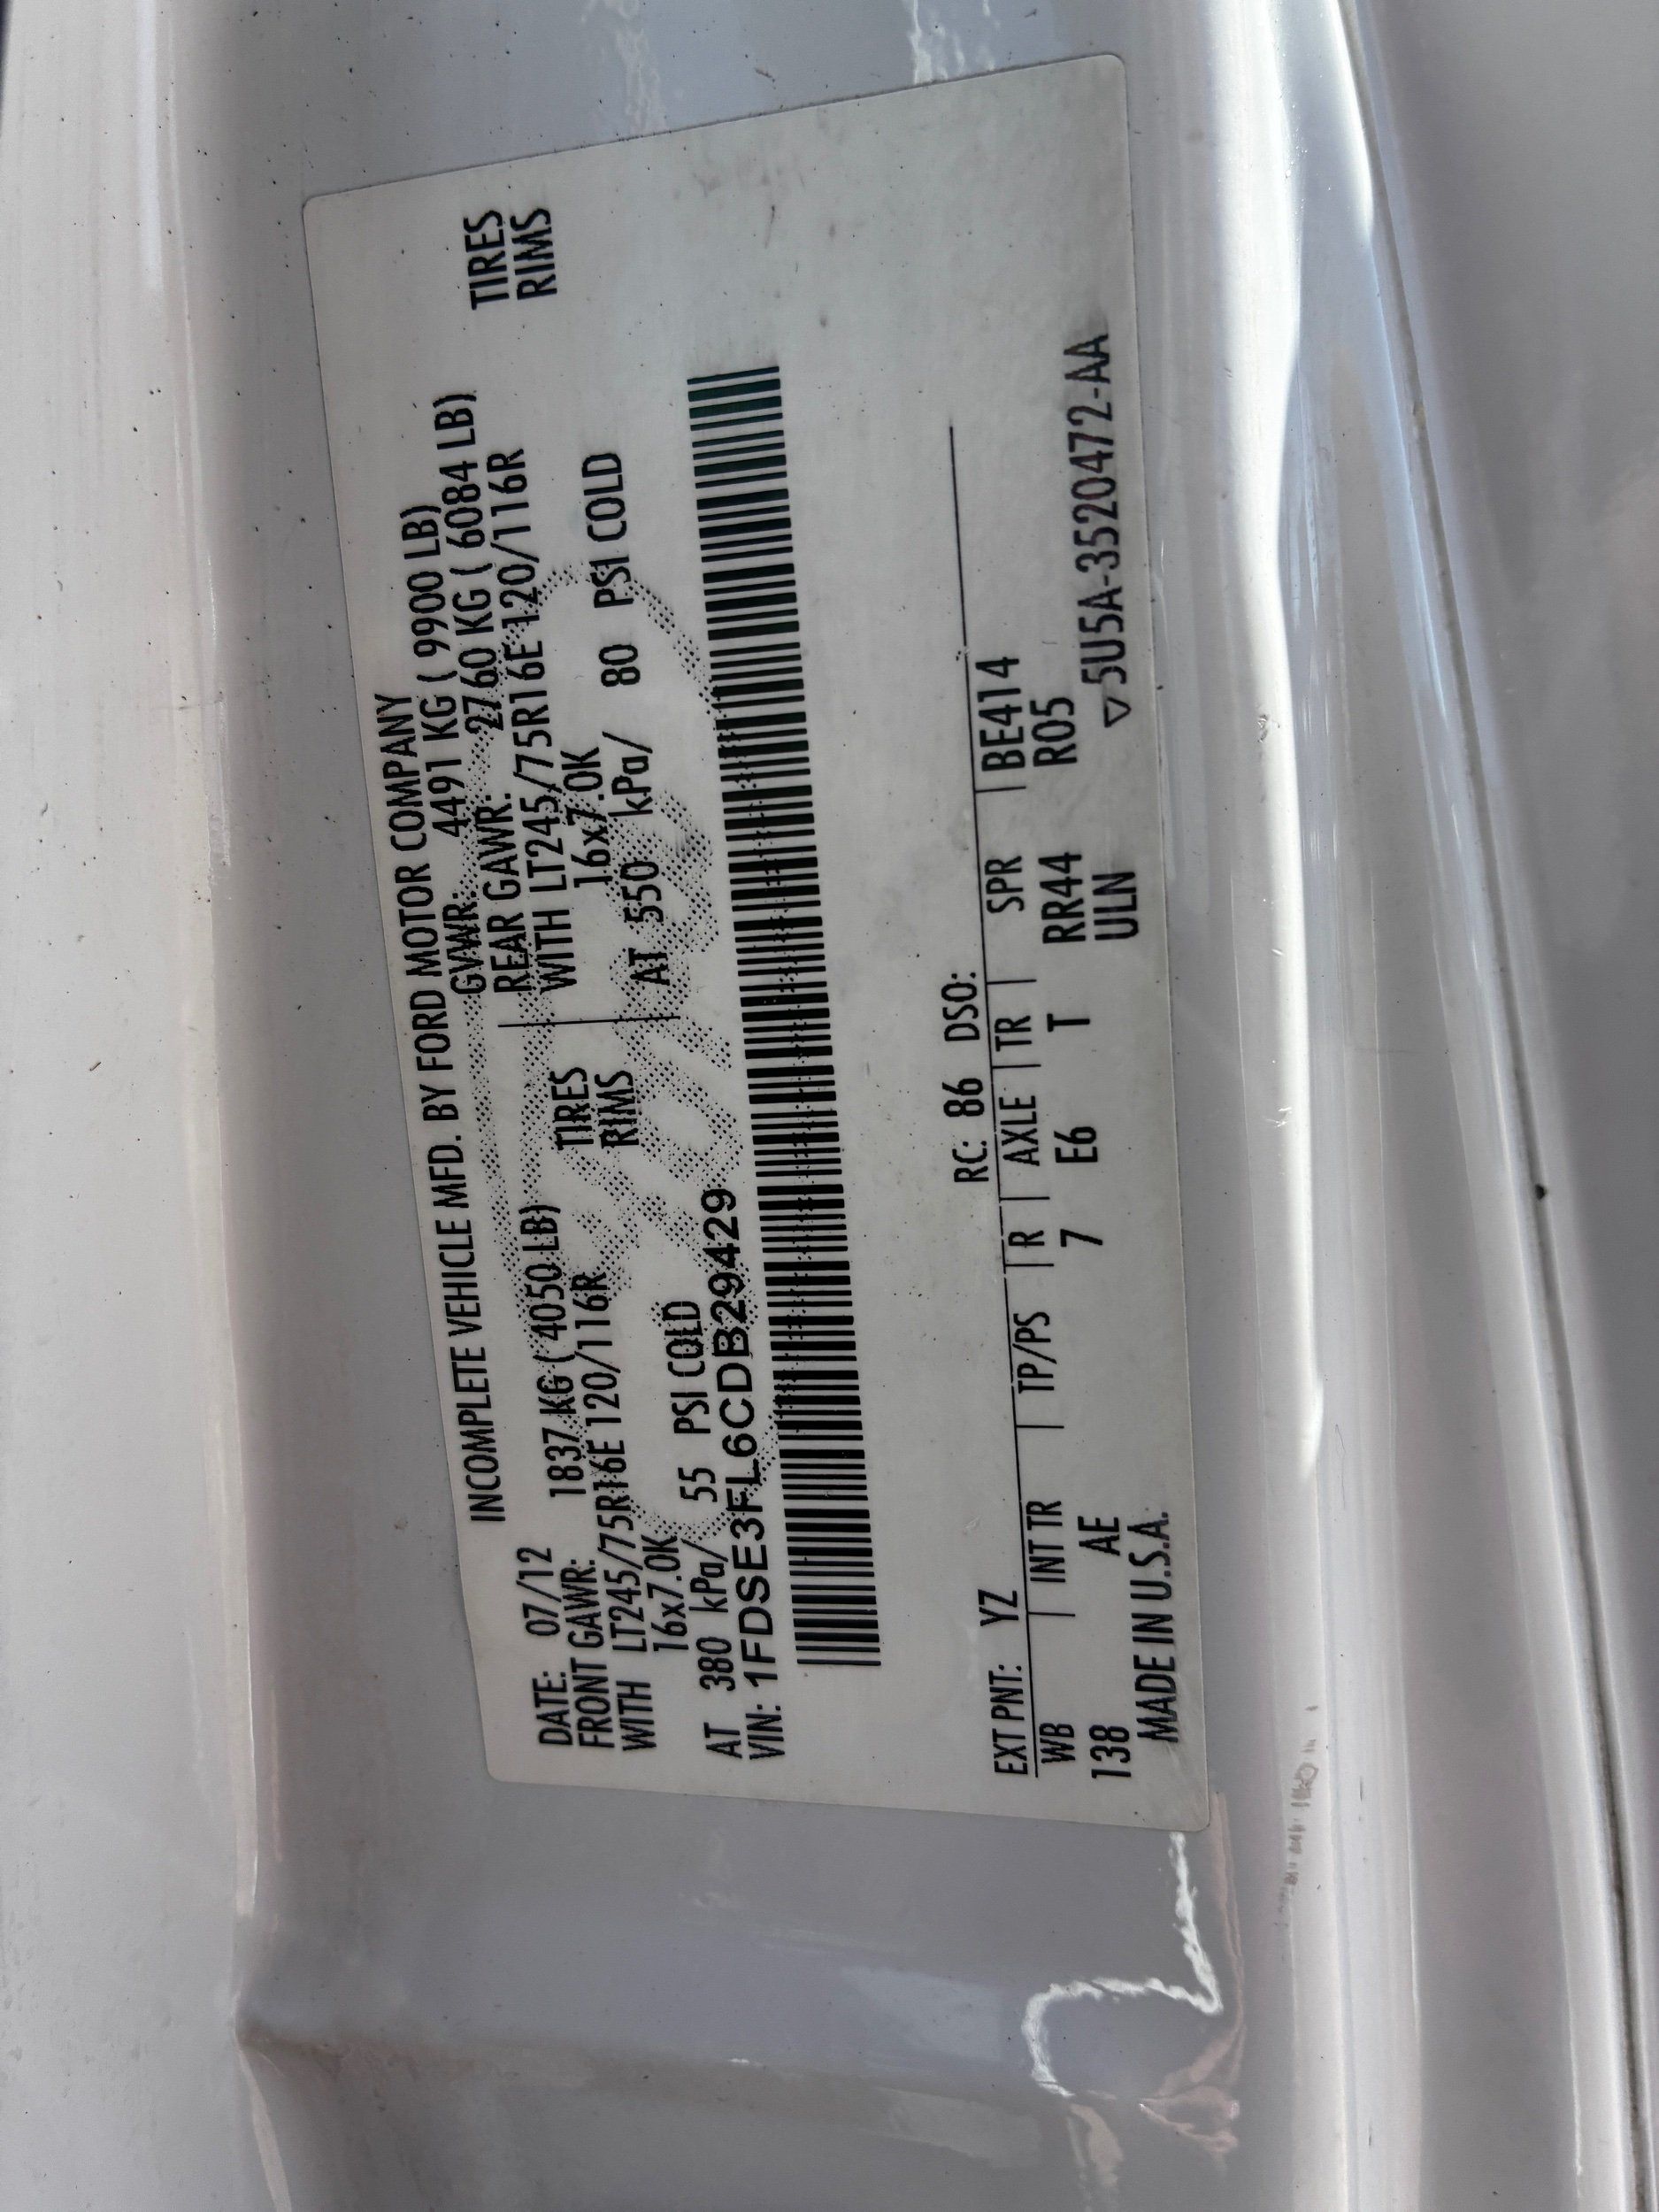 INCOMPLETE VEHICLE MFD. BY FORD MOTOR COMPANY
DATE: 07/12 GVWR: 4491 KG ( 9900 LB)
FRONT GAWR: 1837 KG ( 4050 LB) REAR GAWR: 2760 KG ( 6084 LB)
WITH LT245/75R16E 120/116R TIRES WITH LT245/75R16E 120/116R TIRES
16x7.0K RIMS 16x7.0K RIMS
AT 380 kPa/ 55 PSI COLD AT 550 kPa/ 80 PSI COLD
VIN: 1FDSE3FL6CDB29429
EXT PNT: YZ RC: 86 DSO:
WB INT TR TP/PS R AXLE TR SPR BE414
138 AE 7 E6 T RR44 R05
MADE IN U.S.A. ULN ▽5U5A-3520472-AA